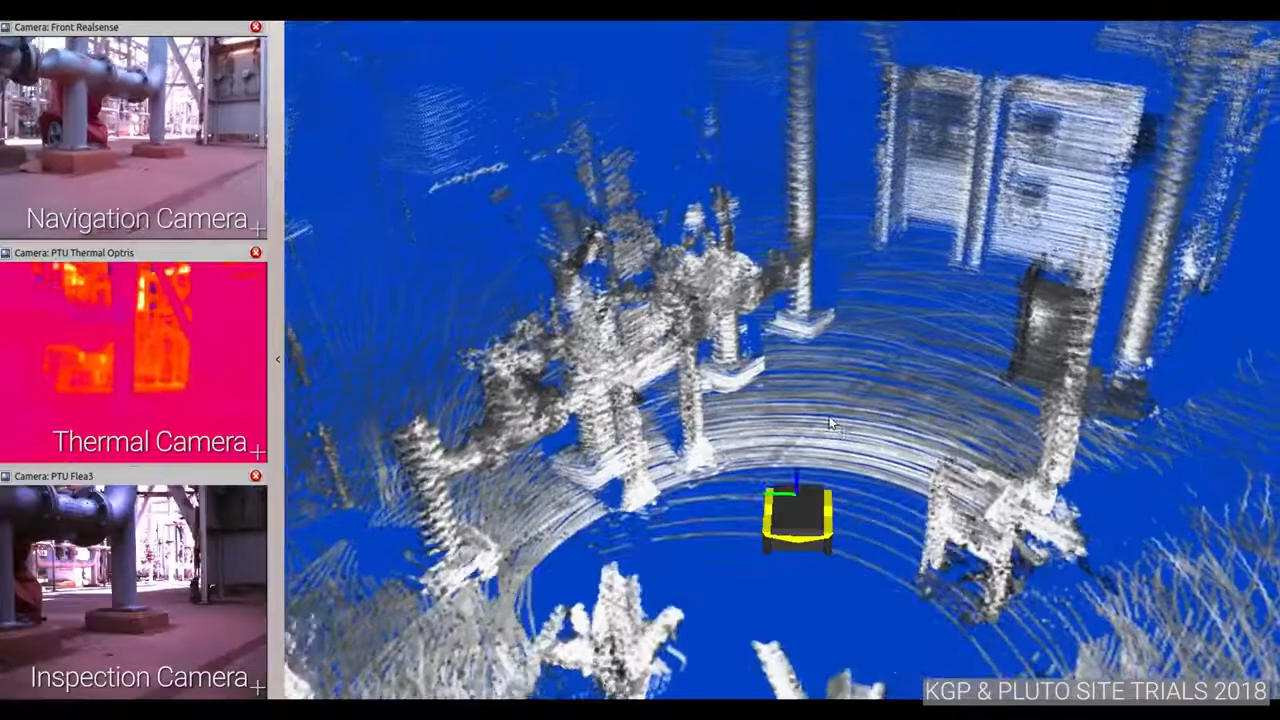 Camera: Front Realsense
Navigation Camera
Camera: PTU Thermal Optris
Thermal Camera
Camera: PTU Flea3
Inspection Camera
KGP & PLUTO SITE TRIALS 2018